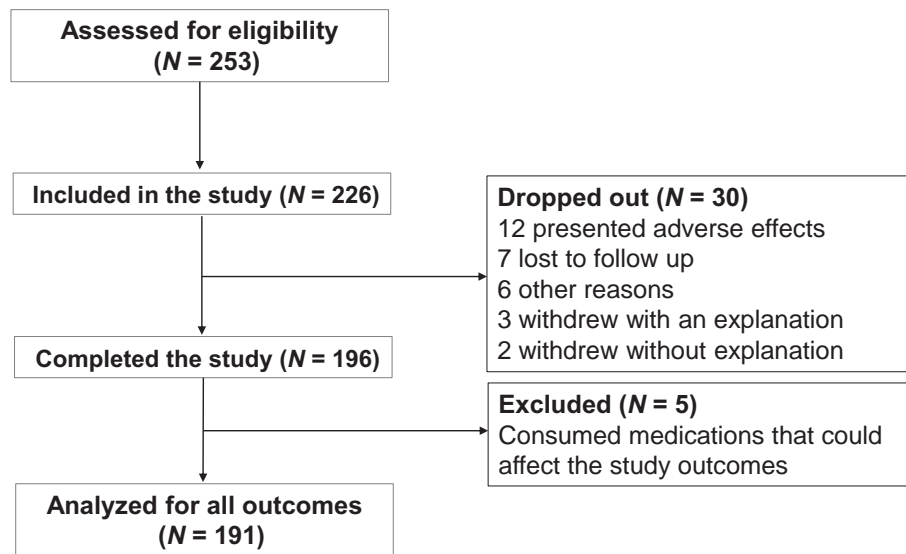 Assessed for eligibility
(N = 253)
Included in the study (N = 226)
Dropped out (N = 30)
12 presented adverse effects
7 lost to follow up
6 other reasons
3 withdrew with an explanation
2 withdrew without explanation
Completed the study (N = 196)
Excluded (N = 5)
Consumed medications that could
affect the study outcomes
Analyzed for all outcomes
(N = 191)